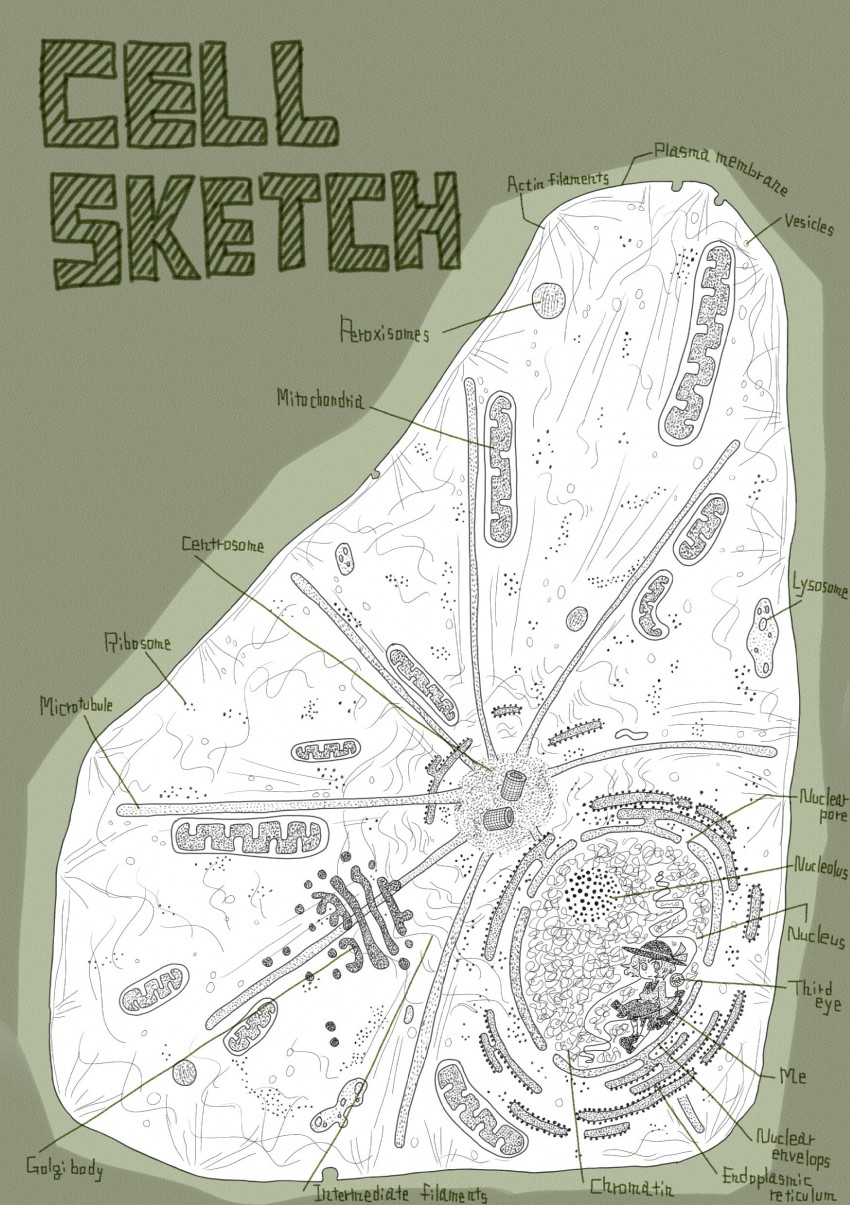 CELL
SKETCH
Plasma membrane
Actin filaments
Vesicles
Peroxisomes
Mitochondria
Centrosome
Lysosome
Ribosome
Microtubule
Nuclear
pore
Nucleolus
Nucleus
Third
eye
Me
Nuclear
envelops
Golgi body
Endoplasmic
reticulum
Intermediate filaments
Chromatin